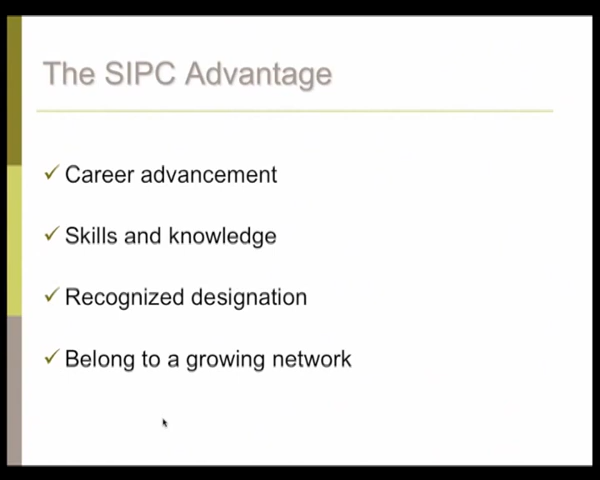 The SIPC Advantage
✓ Career advancement
✓ Skills and knowledge
✓ Recognized designation
✓ Belong to a growing network